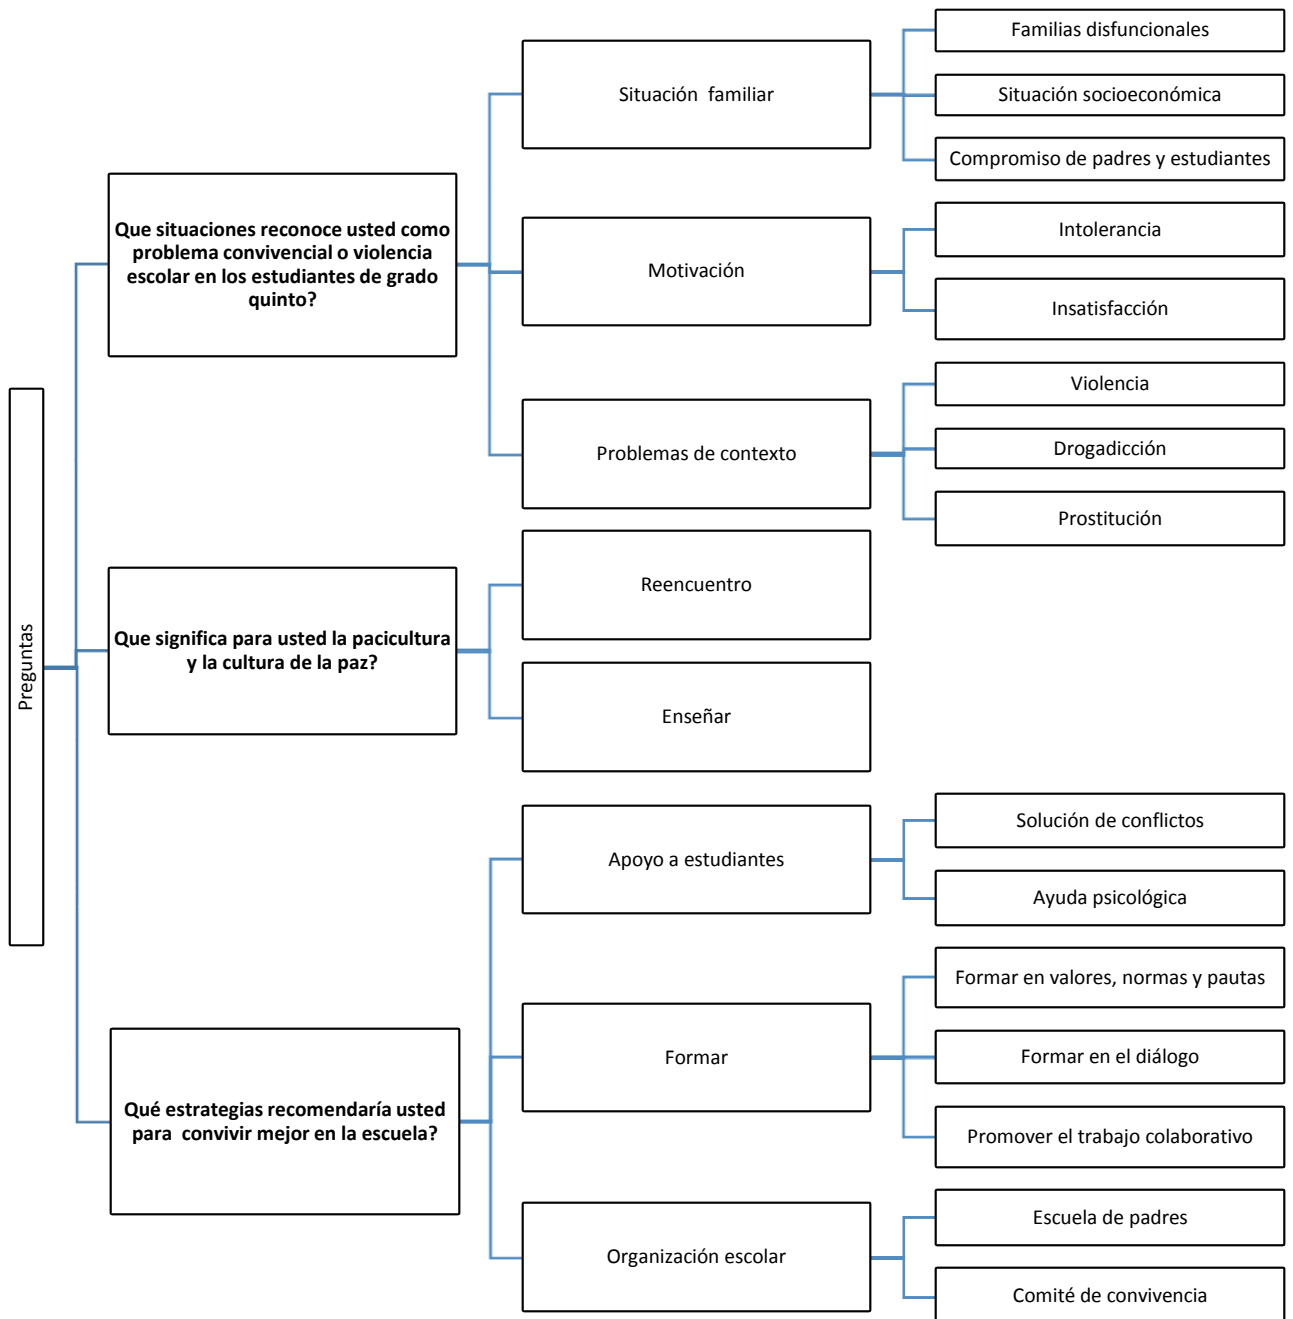 Preguntas
Que situaciones reconoce usted como
problema convivencial o violencia
escolar en los estudiantes de grado
quinto?
Situación familiar
Familias disfuncionales
Situación socioeconómica
Compromiso de padres y estudiantes
Motivación
Intolerancia
Insatisfacción
Problemas de contexto
Violencia
Drogadicción
Prostitución
Que significa para usted la pacicultura
y la cultura de la paz?
Reencuentro
Enseñar
Qué estrategias recomendaría usted
para convivir mejor en la escuela?
Apoyo a estudiantes
Solución de conflictos
Ayuda psicológica
Formar
Formar en valores, normas y pautas
Formar en el diálogo
Promover el trabajo colaborativo
Organización escolar
Escuela de padres
Comité de convivencia